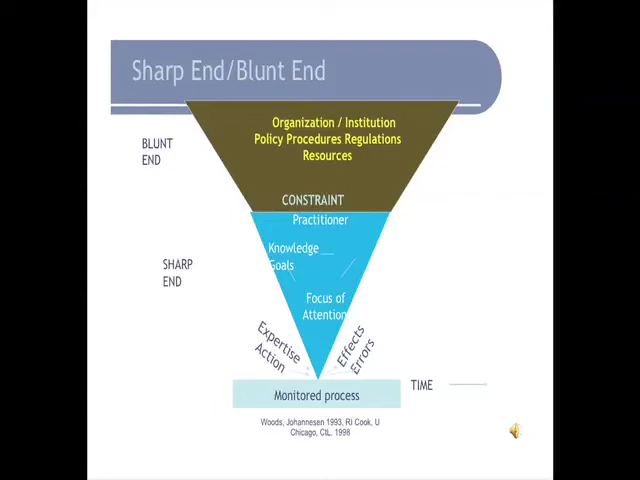 Sharp End/Blunt End
Organization / Institution
Policy Procedures Regulations
Resources
BLUNT
END
CONSTRAINT
Practitioner
Knowledge
Goals
SHARP
END
Focus of
Attention
Expertise
Action
Effects
Errors
Monitored process
TIME
Woods, Johannesen 1993, RI Cook, U
Chicago, CtL. 1998